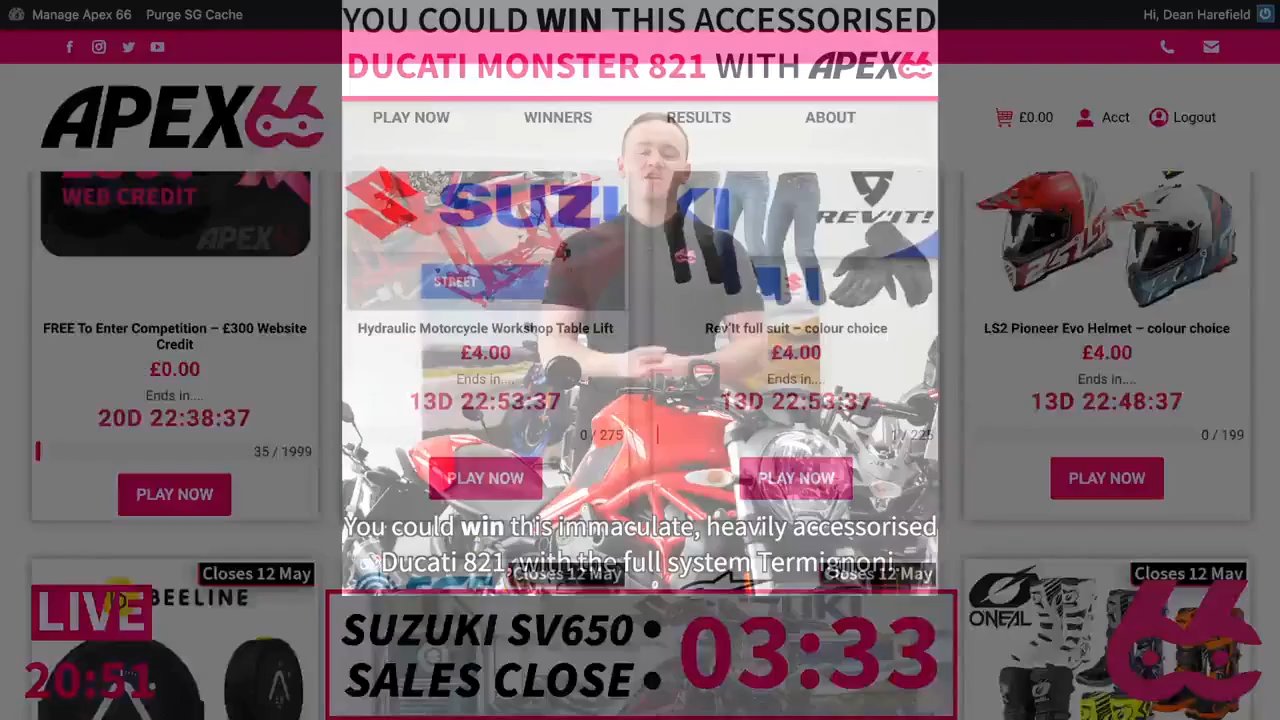 Manage Apex 66 Purge SG Cache
Hi, Dean Harefield
YOU COULD WIN THIS ACCESSORISED
DUCATI MONSTER 821 WITH APEX66
APEX66
PLAY NOW WINNERS RESULTS ABOUT
£0.00 Acct Logout
WEB CREDIT
APEX
SUZUKI
REV'IT!
STREET
FREE To Enter Competition – £300 Website
Credit
£0.00
Ends in....
20D 22:38:37
35 / 1999
PLAY NOW
Hydraulic Motorcycle Workshop Table Lift
£4.00
Ends in....
13D 22:53:37
0 / 275
PLAY NOW
Rev'It full suit – colour choice
£4.00
Ends in....
13D 22:53:37
1 / 225
PLAY NOW
LS2 Pioneer Evo Helmet – colour choice
£4.00
Ends in....
13D 22:48:37
0 / 199
PLAY NOW
You could win this immaculate, heavily accessorised
Ducati 821, with the full system Termignoni
Closes 12 May
Closes 12 May
Closes 12 May
Closes 12 May
BEELINE
O'NEAL
SUZUKI
LIVE
20:51
SUZUKI SV650 •
SALES CLOSE •
03:33
66